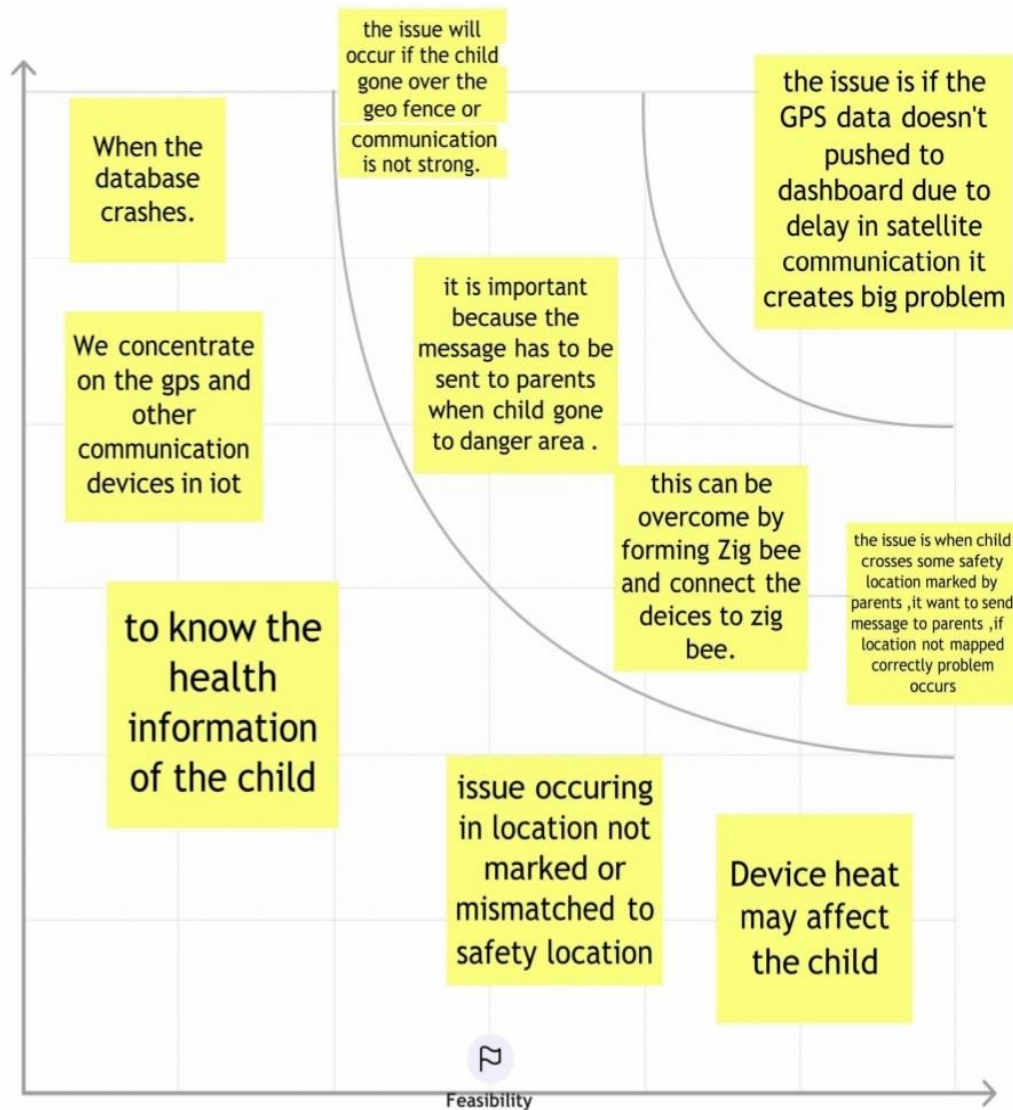 the issue will
occur if the child
gone over the
geo fence or
communication
is not strong.
the issue is if the
GPS data doesn't
pushed to
dashboard due to
delay in satellite
communication it
creates big problem
When the
database
crashes.
it is important
because the
message has to be
sent to parents
when child gone
to danger area .
We concentrate
on the gps and
other
communication
devices in iot
this can be
overcome by
forming Zig bee
and connect the
deices to zig
bee.
the issue is when child
crosses some safety
location marked by
parents ,it want to send
message to parents ,if
location not mapped
correctly problem
occurs
to know the
health
information
of the child
issue occuring
in location not
marked or
mismatched to
safety location
Device heat
may affect
the child
Feasibility